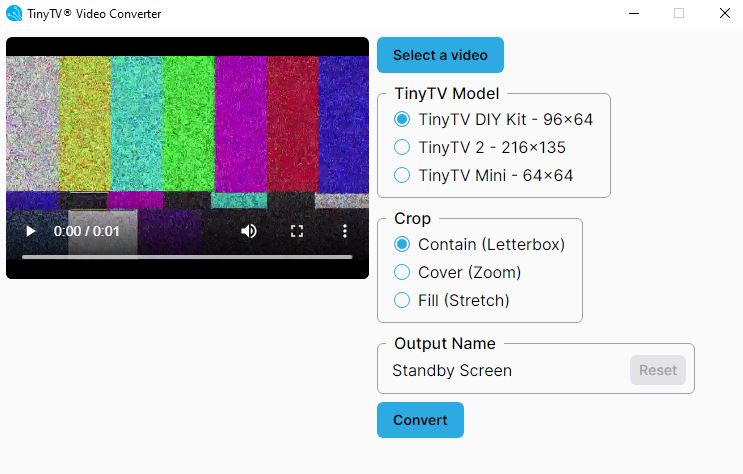 TinyTV® Video Converter
Select a video
TinyTV Model
TinyTV DIY Kit - 96×64
TinyTV 2 - 216×135
TinyTV Mini - 64×64
Crop
Contain (Letterbox)
Cover (Zoom)
Fill (Stretch)
0:00 / 0:01
Output Name
Standby Screen
Reset
Convert